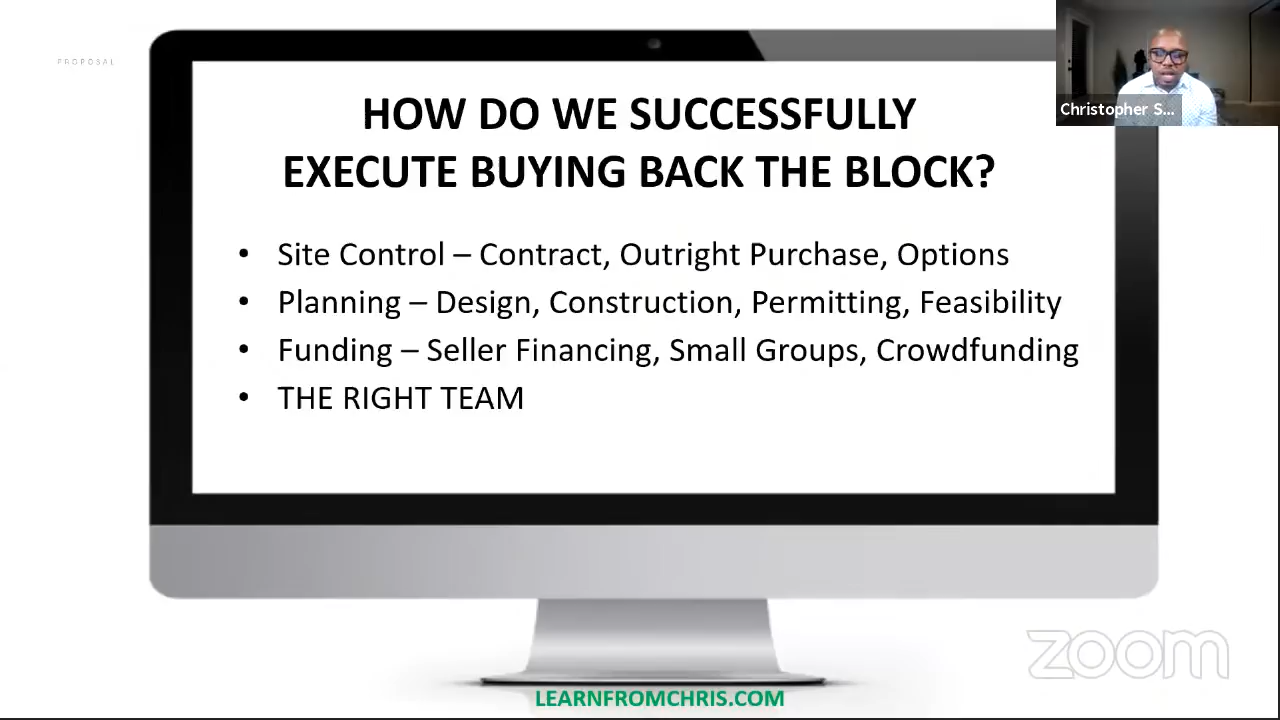 PROPOSAL
Christopher S...
HOW DO WE SUCCESSFULLY
EXECUTE BUYING BACK THE BLOCK?
• Site Control – Contract, Outright Purchase, Options
• Planning – Design, Construction, Permitting, Feasibility
• Funding – Seller Financing, Small Groups, Crowdfunding
• THE RIGHT TEAM
zoom
LEARNFROMCHRIS.COM